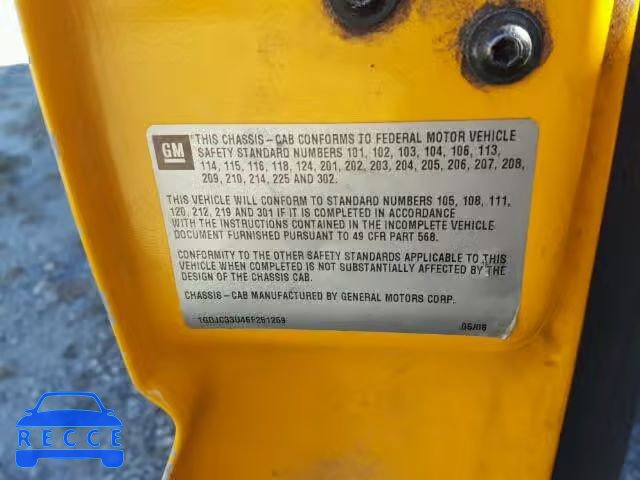 GM
THIS CHASSIS-CAB CONFORMS TO FEDERAL MOTOR VEHICLE
SAFETY STANDARD NUMBERS 101, 102, 103, 104, 106, 113,
114, 115, 116, 118, 124, 201, 202, 203, 204, 205, 206, 207, 208,
209, 210, 214, 225 AND 302.
THIS VEHICLE WILL CONFORM TO STANDARD NUMBERS 105, 108, 111,
120, 212, 219 AND 301 IF IT IS COMPLETED IN ACCORDANCE
WITH THE INSTRUCTIONS CONTAINED IN THE INCOMPLETE VEHICLE
DOCUMENT FURNISHED PURSUANT TO 49 CFR PART 568.
CONFORMITY TO THE OTHER SAFETY STANDARDS APPLICABLE TO THIS
VEHICLE WHEN COMPLETED IS NOT SUBSTANTIALLY AFFECTED BY THE
DESIGN OF THE CHASSIS CAB.
CHASSIS-CAB MANUFACTURED BY GENERAL MOTORS CORP.
1GDJC33U46F261269 06/06
RECCE